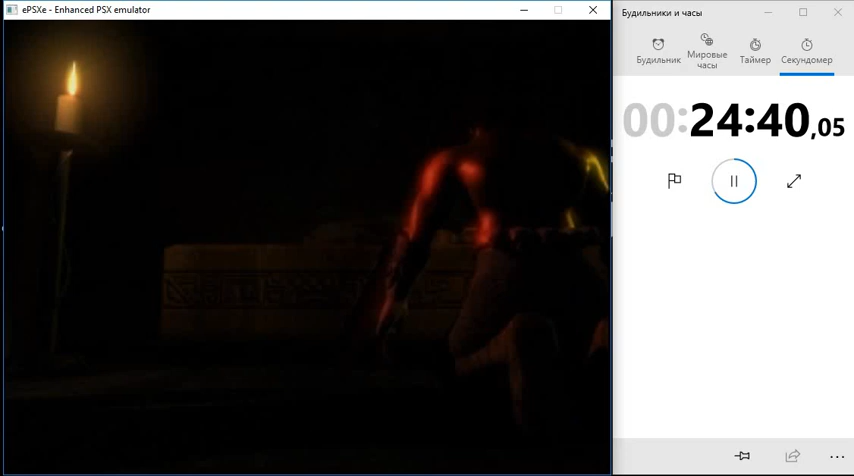 ePSXe - Enhanced PSX emulator
Будильники и часы
Будильник
Мировые
часы
Таймер
Секундомер
00:24:40,05